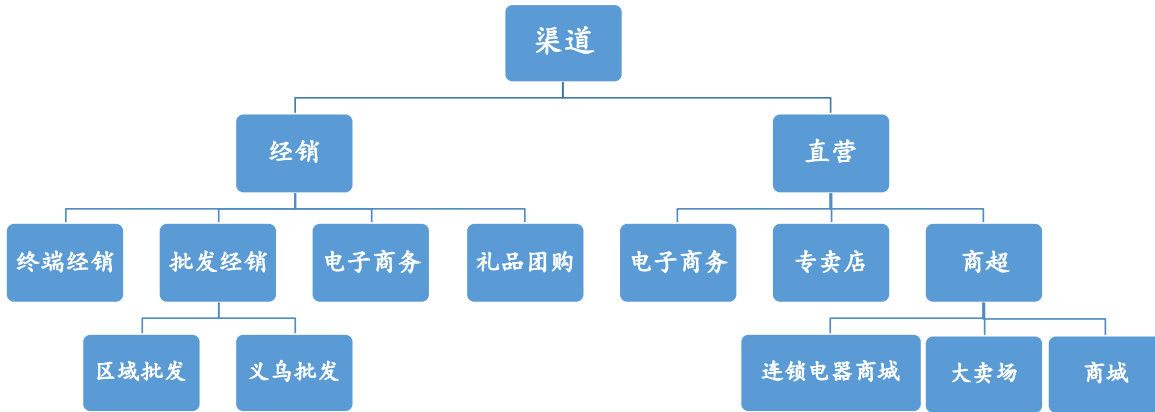 渠道
经销
直营
终端经销
批发经销
电子商务
礼品团购
电子商务
专卖店
商超
区域批发
义乌批发
连锁电器商城
大卖场
商城